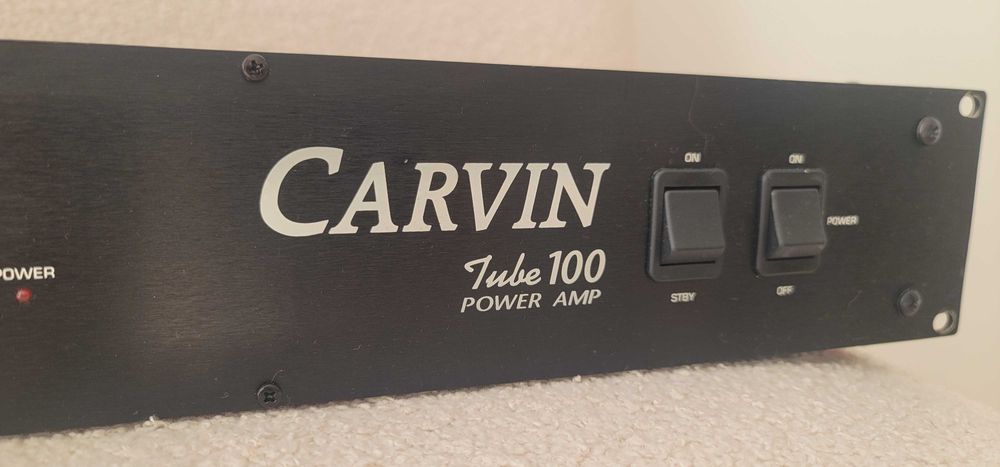 POWER
CARVIN
Tube 100
POWER AMP
ON
STBY
ON
POWER
OFF